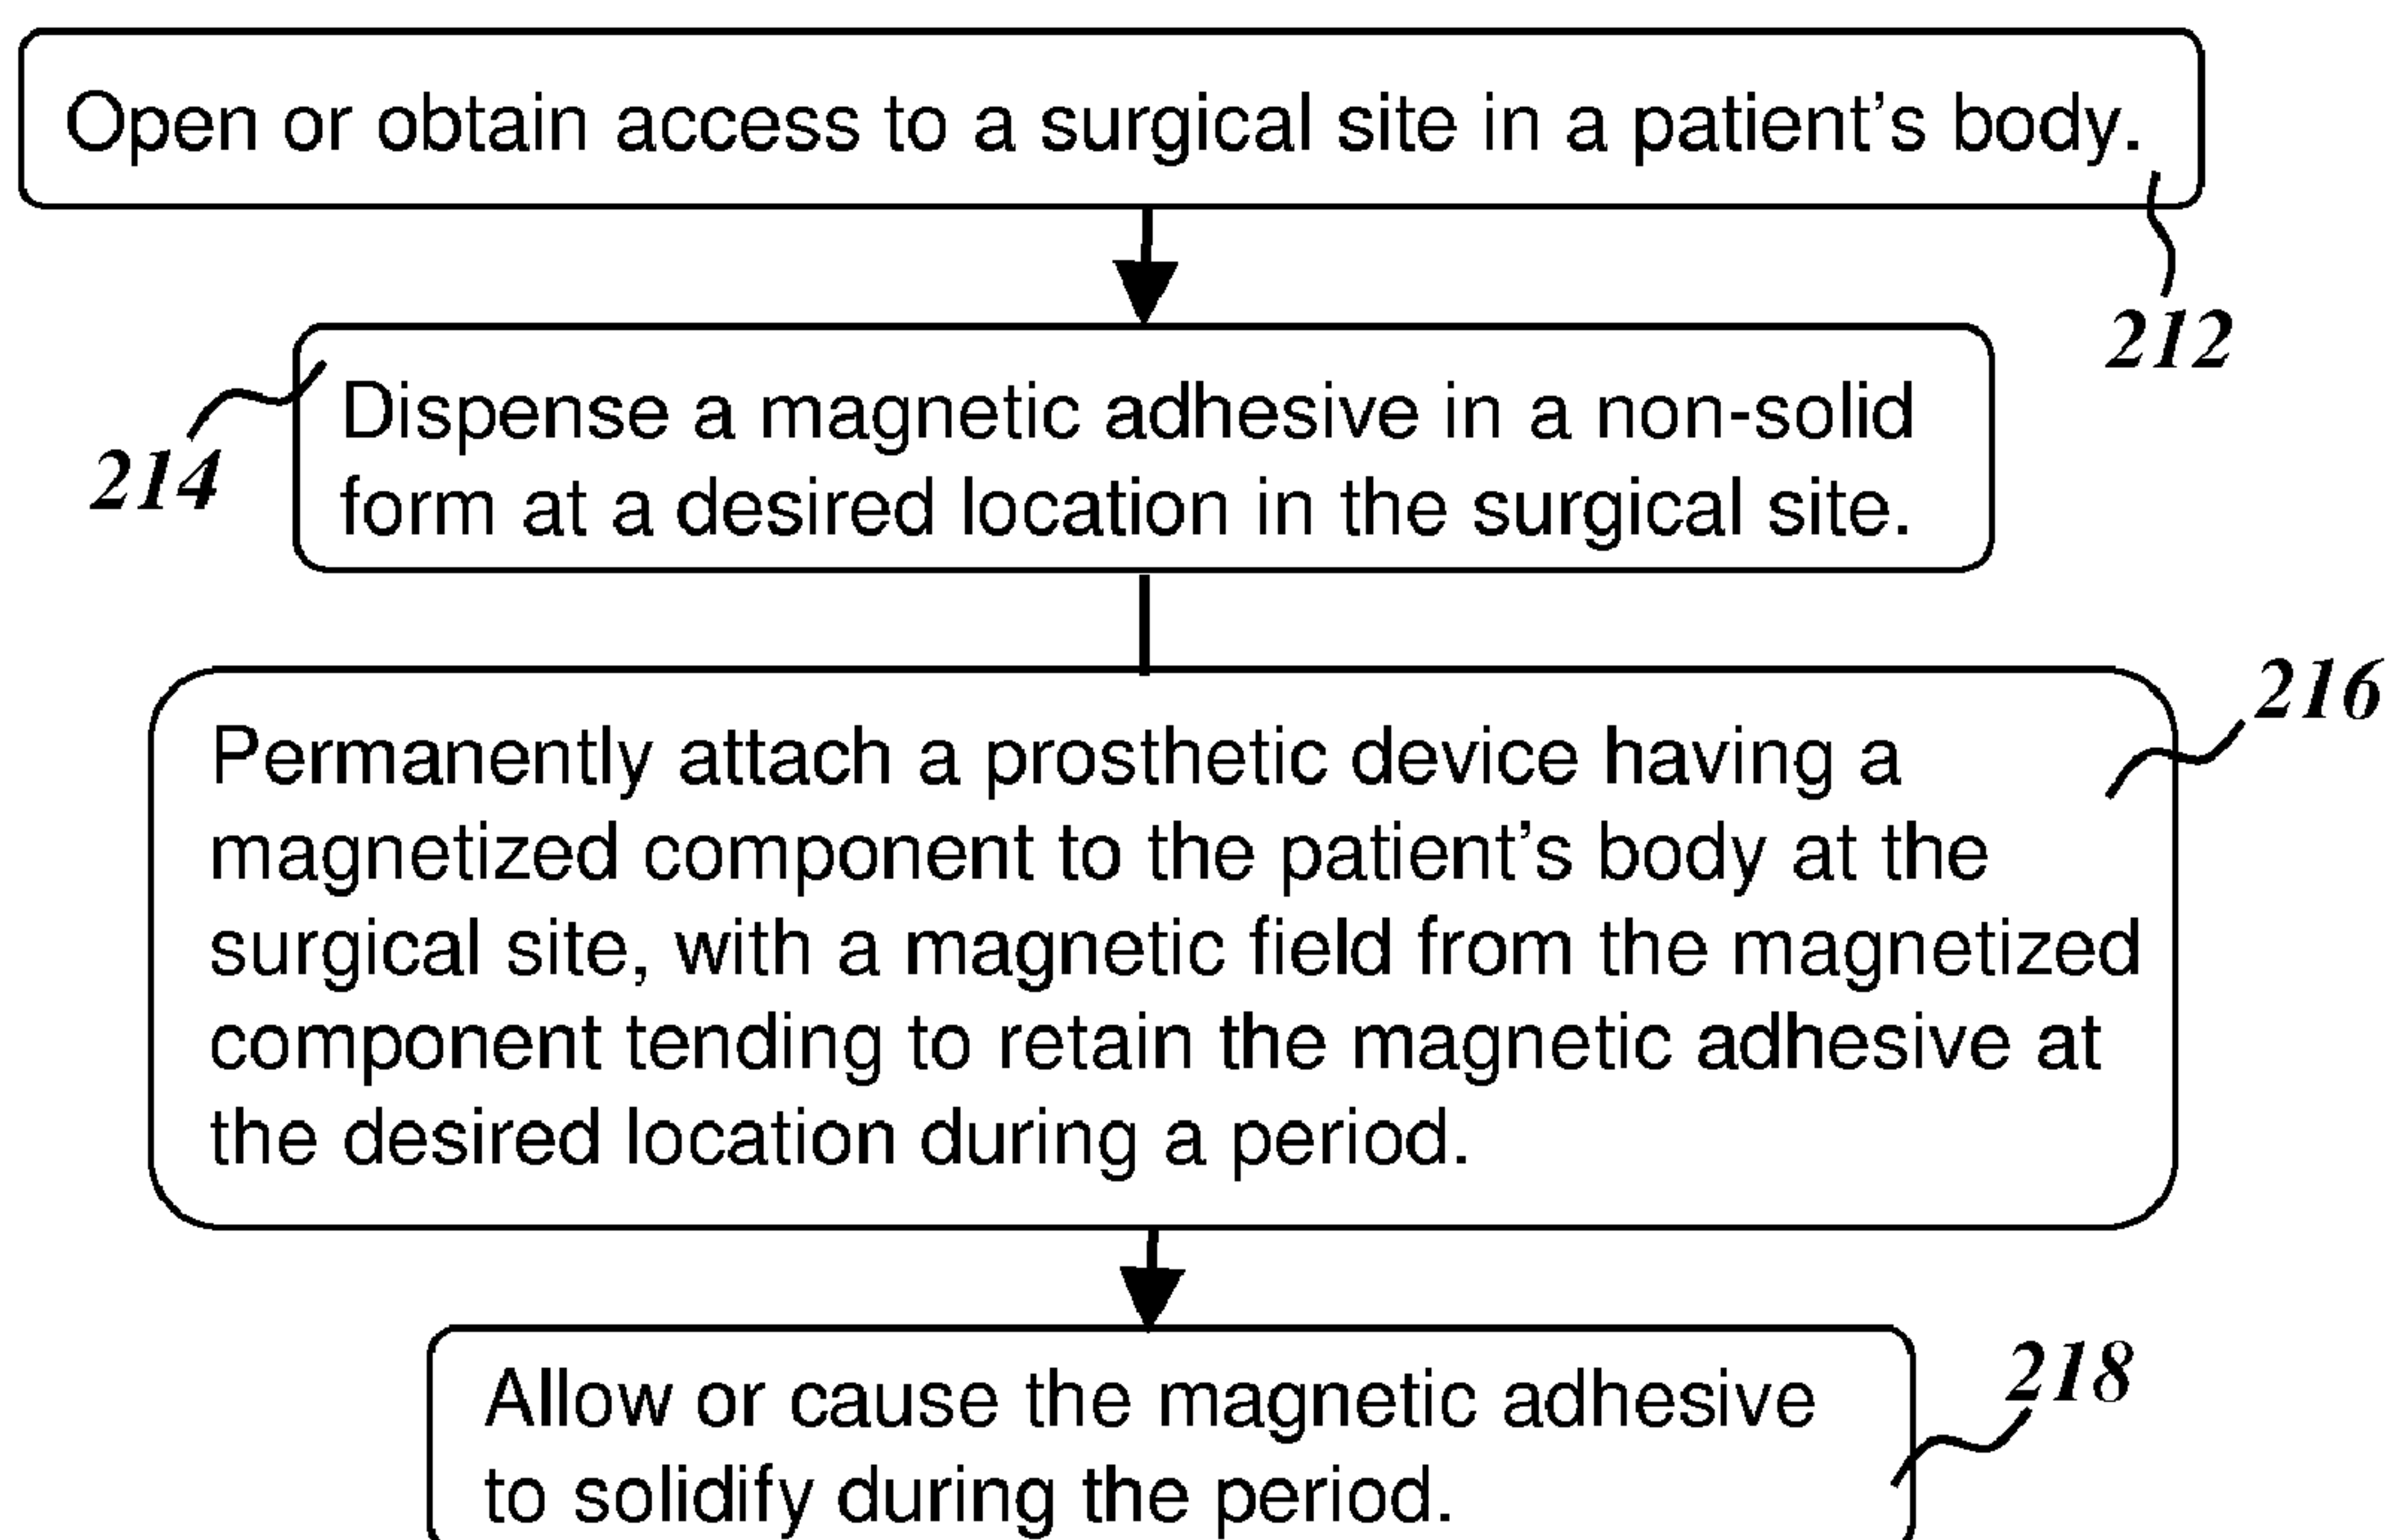 Open or obtain access to a surgical site in a patient's body.
212
Dispense a magnetic adhesive in a non-solid
form at a desired location in the surgical site.
214
216
Permanently attach a prosthetic device having a
magnetized component to the patient's body at the
surgical site, with a magnetic field from the magnetized
component tending to retain the magnetic adhesive at
the desired location during a period.
218
Allow or cause the magnetic adhesive
to solidify during the period.